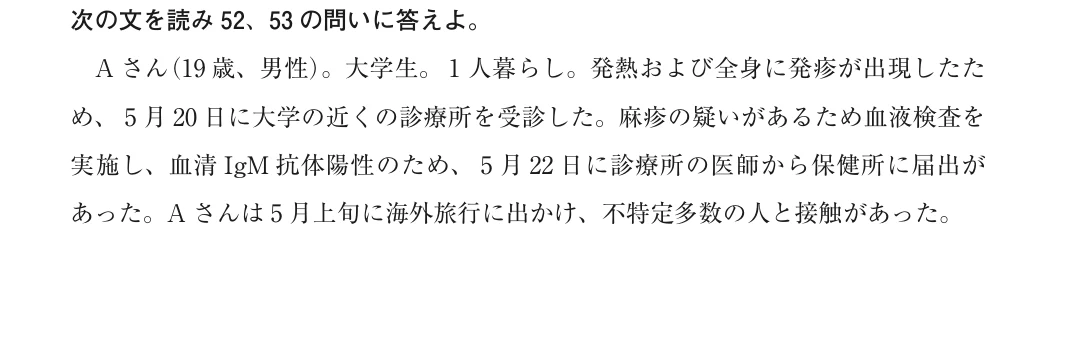 次の文を読み 52、53 の問いに答えよ。
A さん(19 歳、男性)。大学生。1 人暮らし。発熱および全身に発疹が出現したた
め、5 月 20 日に大学の近くの診療所を受診した。麻疹の疑いがあるため血液検査を
実施し、血清 IgM 抗体陽性のため、5 月 22 日に診療所の医師から保健所に届出が
あった。A さんは 5 月上旬に海外旅行に出かけ、不特定多数の人と接触があった。